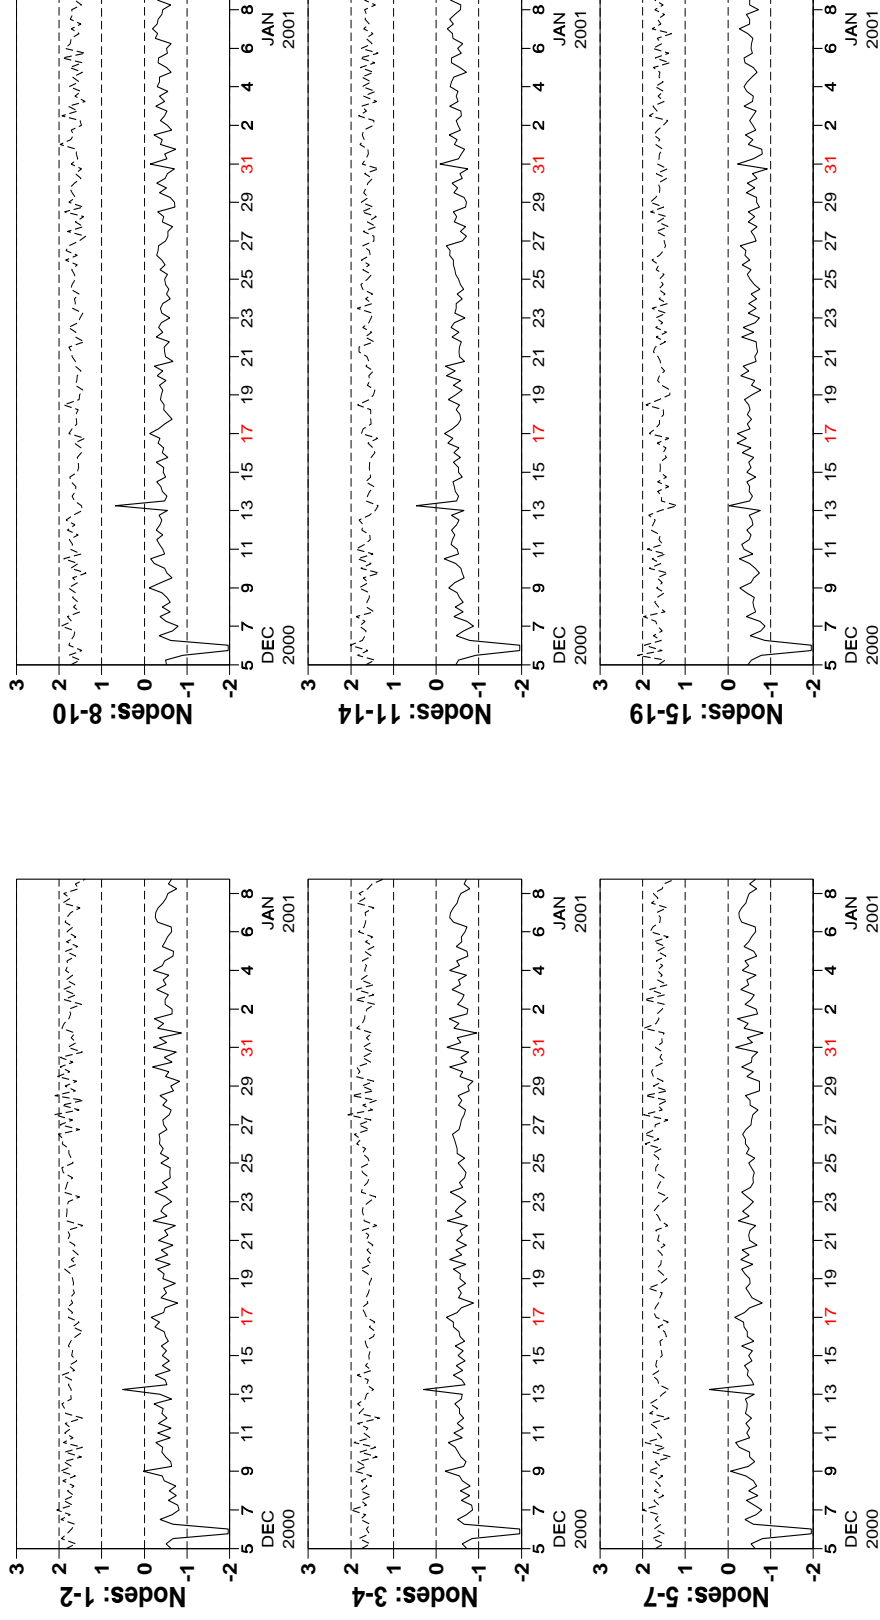 Nodes: 1-2
3
2
1
0
-1
-2
5 7 9 11 13 15 17 19 21 23 25 27 29 31 2 4 6 8
DEC JAN
2000 2001
Nodes: 8-10
3
2
1
0
-1
-2
5 7 9 11 13 15 17 19 21 23 25 27 29 31 2 4 6 8
DEC JAN
2000 2001
Nodes: 3-4
3
2
1
0
-1
-2
5 7 9 11 13 15 17 19 21 23 25 27 29 31 2 4 6 8
DEC JAN
2000 2001
Nodes: 11-14
3
2
1
0
-1
-2
5 7 9 11 13 15 17 19 21 23 25 27 29 31 2 4 6 8
DEC JAN
2000 2001
Nodes: 5-7
3
2
1
0
-1
-2
5 7 9 11 13 15 17 19 21 23 25 27 29 31 2 4 6 8
DEC JAN
2000 2001
Nodes: 15-19
3
2
1
0
-1
-2
5 7 9 11 13 15 17 19 21 23 25 27 29 31 2 4 6 8
DEC JAN
2000 2001